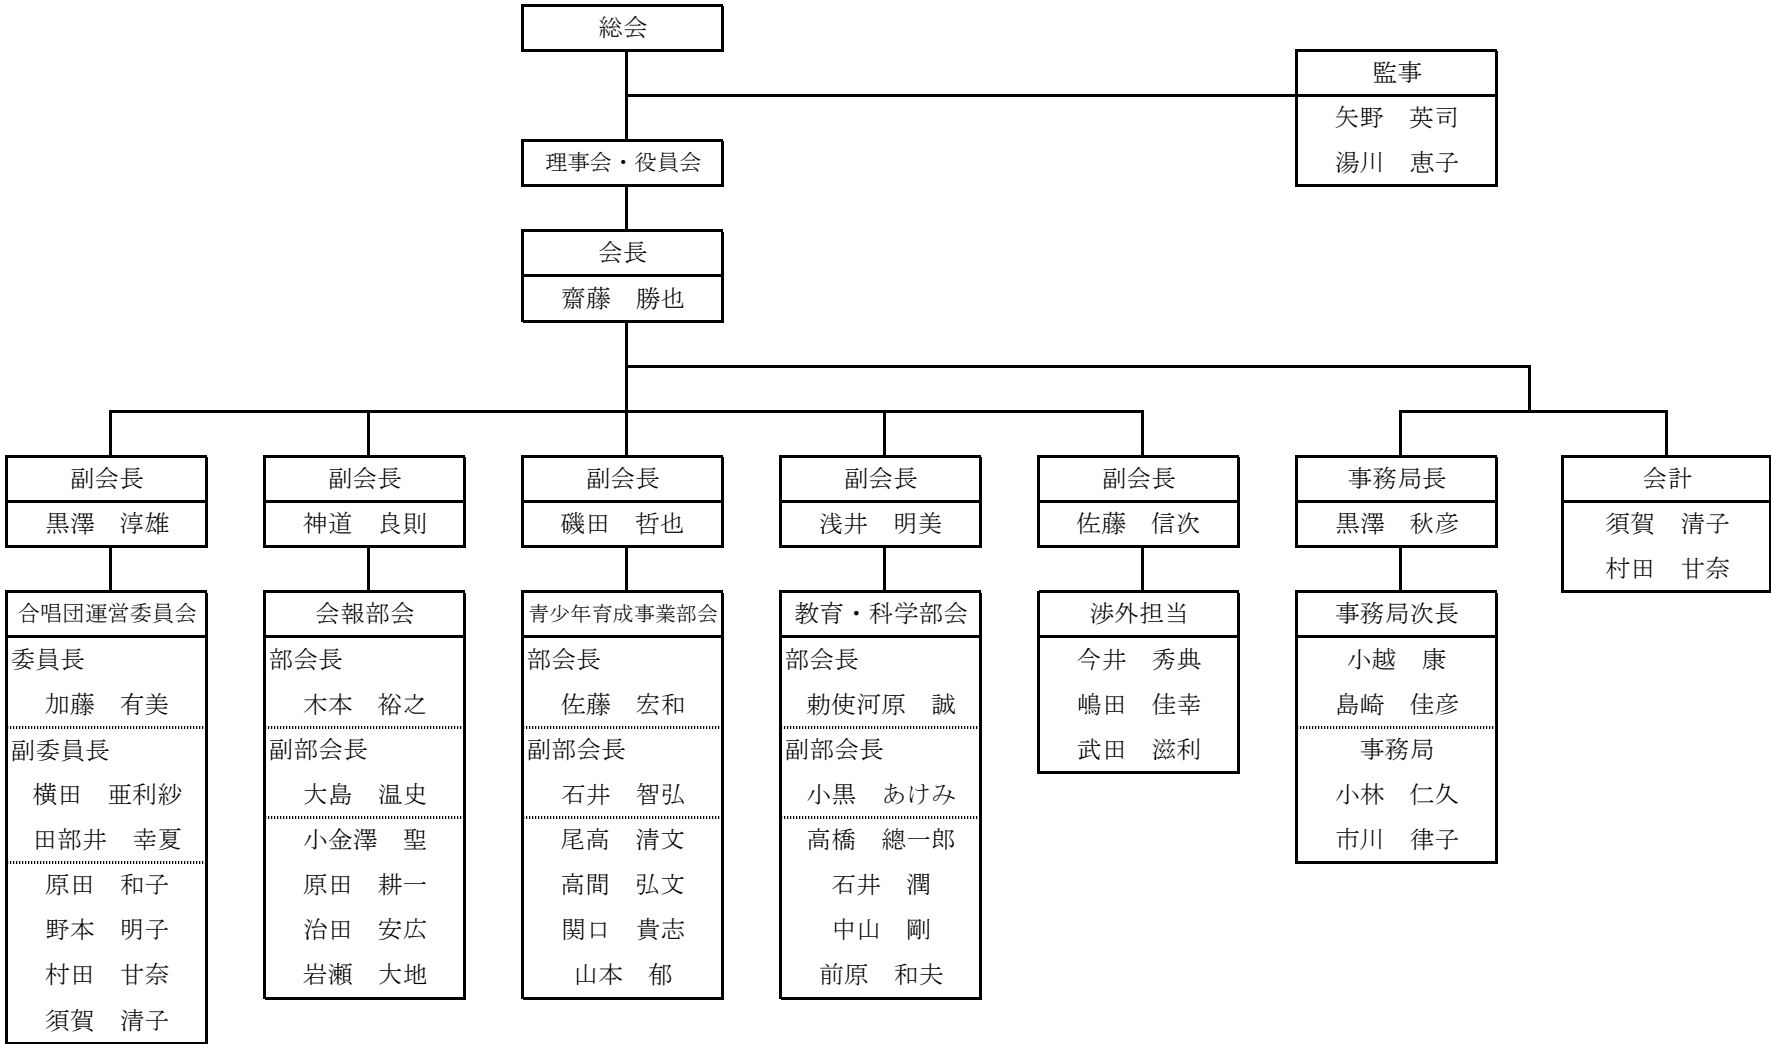 総会
監事
矢野　英司
湯川　恵子
理事会・役員会
会長
齋藤　勝也
副会長
黒澤　淳雄
合唱団運営委員会
委員長
加藤　有美
副委員長
横田　亜利紗
田部井　幸夏
原田　和子
野本　明子
村田　甘奈
須賀　清子
副会長
神道　良則
会報部会
部会長
木本　裕之
副部会長
大島　温史
小金澤　聖
原田　耕一
治田　安広
岩瀬　大地
副会長
磯田　哲也
青少年育成事業部会
部会長
佐藤　宏和
副部会長
石井　智弘
尾高　清文
高間　弘文
関口　貴志
山本　郁
副会長
浅井　明美
教育・科学部会
部会長
勅使河原　誠
副部会長
小黒　あけみ
高橋　總一郎
石井　潤
中山　剛
前原　和夫
副会長
佐藤　信次
渉外担当
今井　秀典
嶋田　佳幸
武田　滋利
事務局長
黒澤　秋彦
事務局次長
小越　康
島崎　佳彦
事務局
小林　仁久
市川　律子
会計
須賀　清子
村田　甘奈